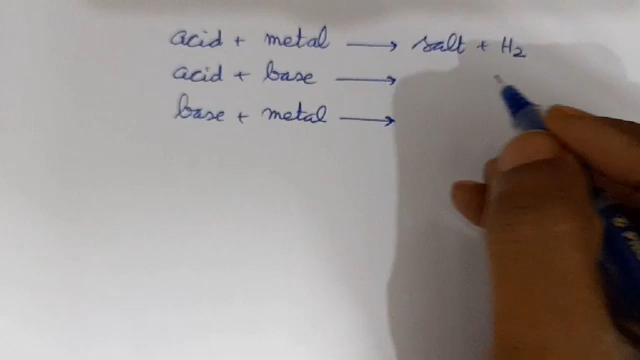 acid + metal ⟶ salt + H₂
acid + base ⟶
base + metal ⟶